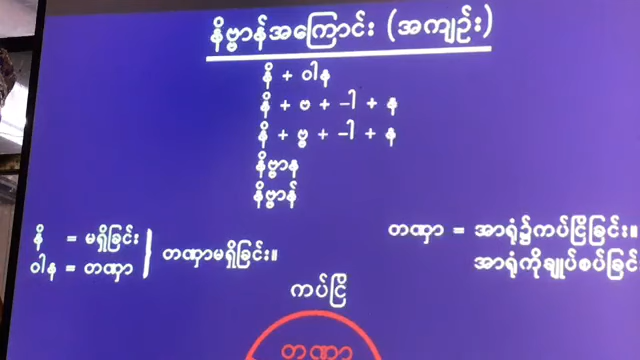 နိဗ္ဗာန်အကြောင်း (အကျဉ်း)
နိ + ဝါန
နိ + ဗ + –ါ + န
နိ + ဗ္ဗ + –ါ + န
နိဗ္ဗာန
နိဗ္ဗာန်
နိ = မရှိခြင်း
ဝါန = တဏှာ
တဏှာမရှိခြင်း။
တဏှာ = အာရုံ၌ကပ်ငြိခြင်း။
အာရုံကိုချုပ်စပ်ခြင်
ကပ်ငြိ
တဏှာ